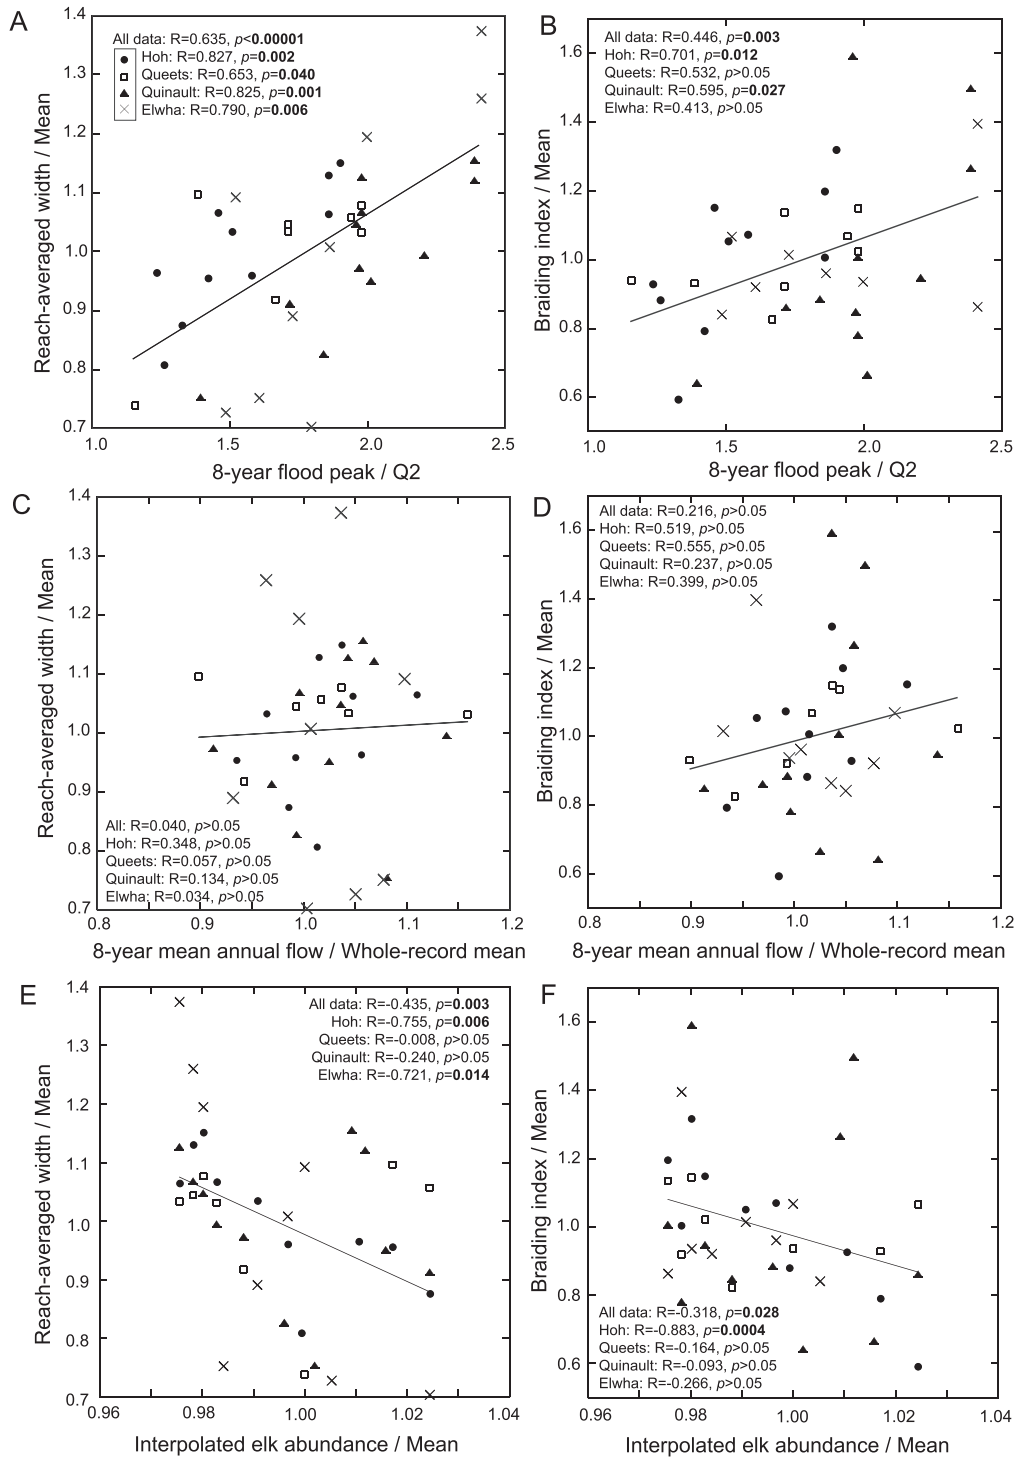 A
All data: R=0.635, p<0.00001
Hoh: R=0.827, p=0.002
Queets: R=0.653, p=0.040
Quinault: R=0.825, p=0.001
Elwha: R=0.790, p=0.006
1.4
1.3
1.2
1.1
1.0
0.9
0.8
0.7
Reach-averaged width / Mean
1.0 1.5 2.0 2.5
8-year flood peak / Q2
B
All data: R=0.446, p=0.003
Hoh: R=0.701, p=0.012
Queets: R=0.532, p>0.05
Quinault: R=0.595, p=0.027
Elwha: R=0.413, p>0.05
1.6
1.4
1.2
1.0
0.8
0.6
Braiding index / Mean
1.0 1.5 2.0 2.5
8-year flood peak / Q2
C
1.4
1.3
1.2
1.1
1.0
0.9
0.8
0.7
Reach-averaged width / Mean
All: R=0.040, p>0.05
Hoh: R=0.348, p>0.05
Queets: R=0.057, p>0.05
Quinault: R=0.134, p>0.05
Elwha: R=0.034, p>0.05
0.8 0.9 1.0 1.1 1.2
8-year mean annual flow / Whole-record mean
D
All data: R=0.216, p>0.05
Hoh: R=0.519, p>0.05
Queets: R=0.555, p>0.05
Quinault: R=0.237, p>0.05
Elwha: R=0.399, p>0.05
1.6
1.4
1.2
1.0
0.8
0.6
Braiding index / Mean
0.8 0.9 1.0 1.1 1.2
8-year mean annual flow / Whole-record mean
E
All data: R=-0.435, p=0.003
Hoh: R=-0.755, p=0.006
Queets: R=-0.008, p>0.05
Quinault: R=-0.240, p>0.05
Elwha: R=-0.721, p=0.014
1.4
1.3
1.2
1.1
1.0
0.9
0.8
0.7
Reach-averaged width / Mean
0.96 0.98 1.00 1.02 1.04
Interpolated elk abundance / Mean
F
1.6
1.4
1.2
1.0
0.8
0.6
Braiding index / Mean
All data: R=-0.318, p=0.028
Hoh: R=-0.883, p=0.0004
Queets: R=-0.164, p>0.05
Quinault: R=-0.093, p>0.05
Elwha: R=-0.266, p>0.05
0.96 0.98 1.00 1.02 1.04
Interpolated elk abundance / Mean